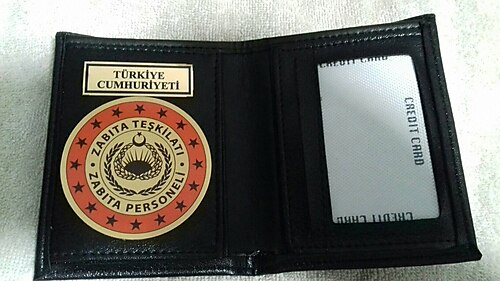 TÜRKİYE
CUMHURİYETİ
ZABITA TEŞKİLATI
ZABITA PERSONELİ
CREDIT CARD
CREDIT CARD
CREDIT CARD